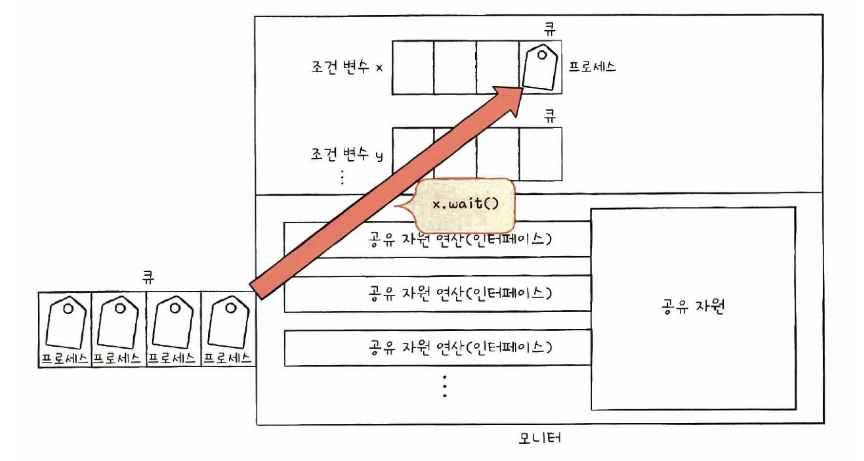 큐
조건 변수 x
프로세스
큐
조건 변수 y
⋮
x.wait()
공유 자원 연산(인터페이스)
큐
공유 자원 연산(인터페이스)
공유 자원
프로세스 프로세스 프로세스 프로세스
공유 자원 연산(인터페이스)
⋮
모니터